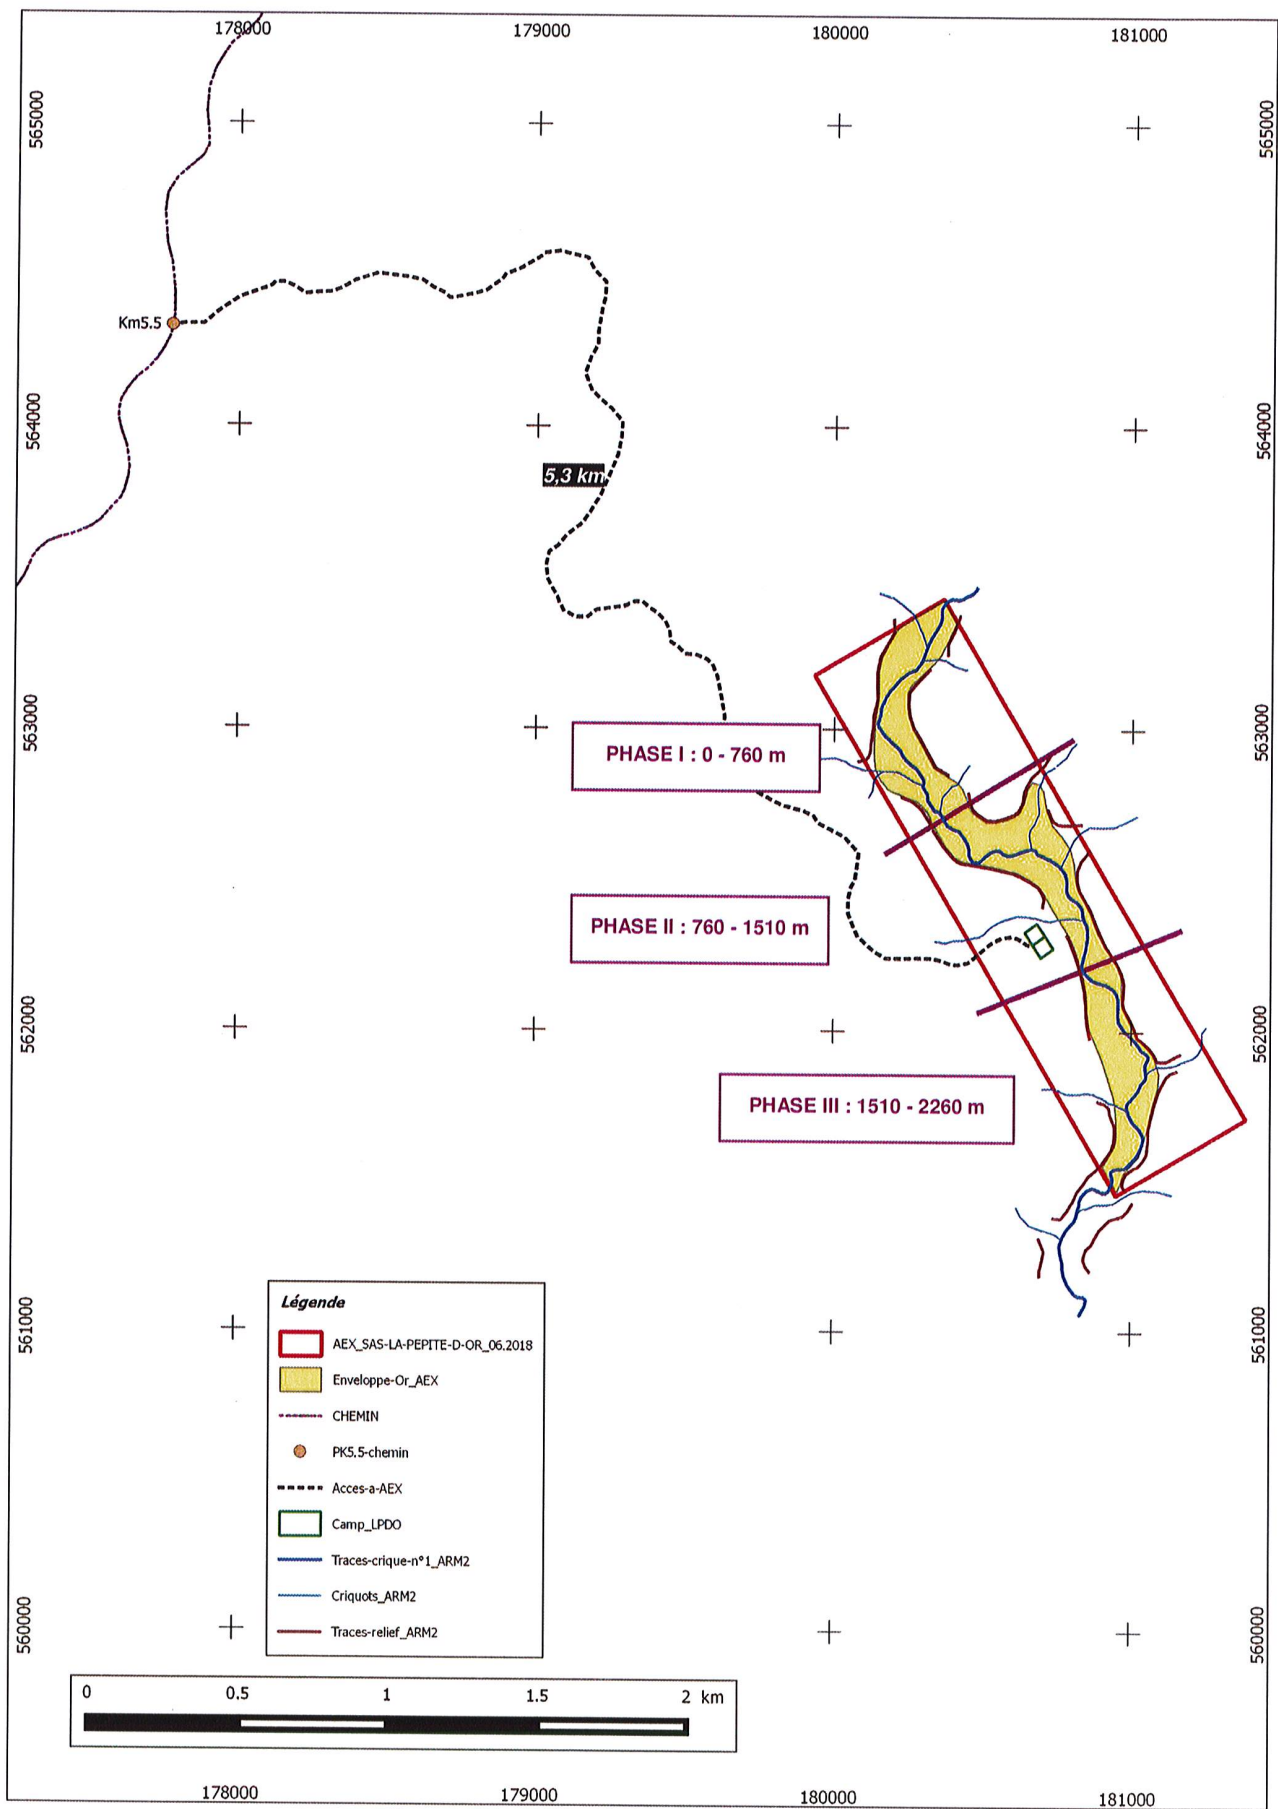 178000
179000
180000
181000
565000
565000
Km5.5
564000
564000
5,3 km
563000
563000
PHASE I : 0 - 760 m
PHASE II : 760 - 1510 m
562000
562000
PHASE III : 1510 - 2260 m
561000
561000
Légende
AEX_SAS-LA-PEPITE-D-OR_06.2018
Enveloppe-Or_AEX
CHEMIN
PK5.5-chemin
Acces-a-AEX
Camp_LPDO
Traces-crique-n°1_ARM2
Criquots_ARM2
Traces-relief_ARM2
560000
560000
0 0.5 1 1.5 2 km
178000
179000
180000
181000